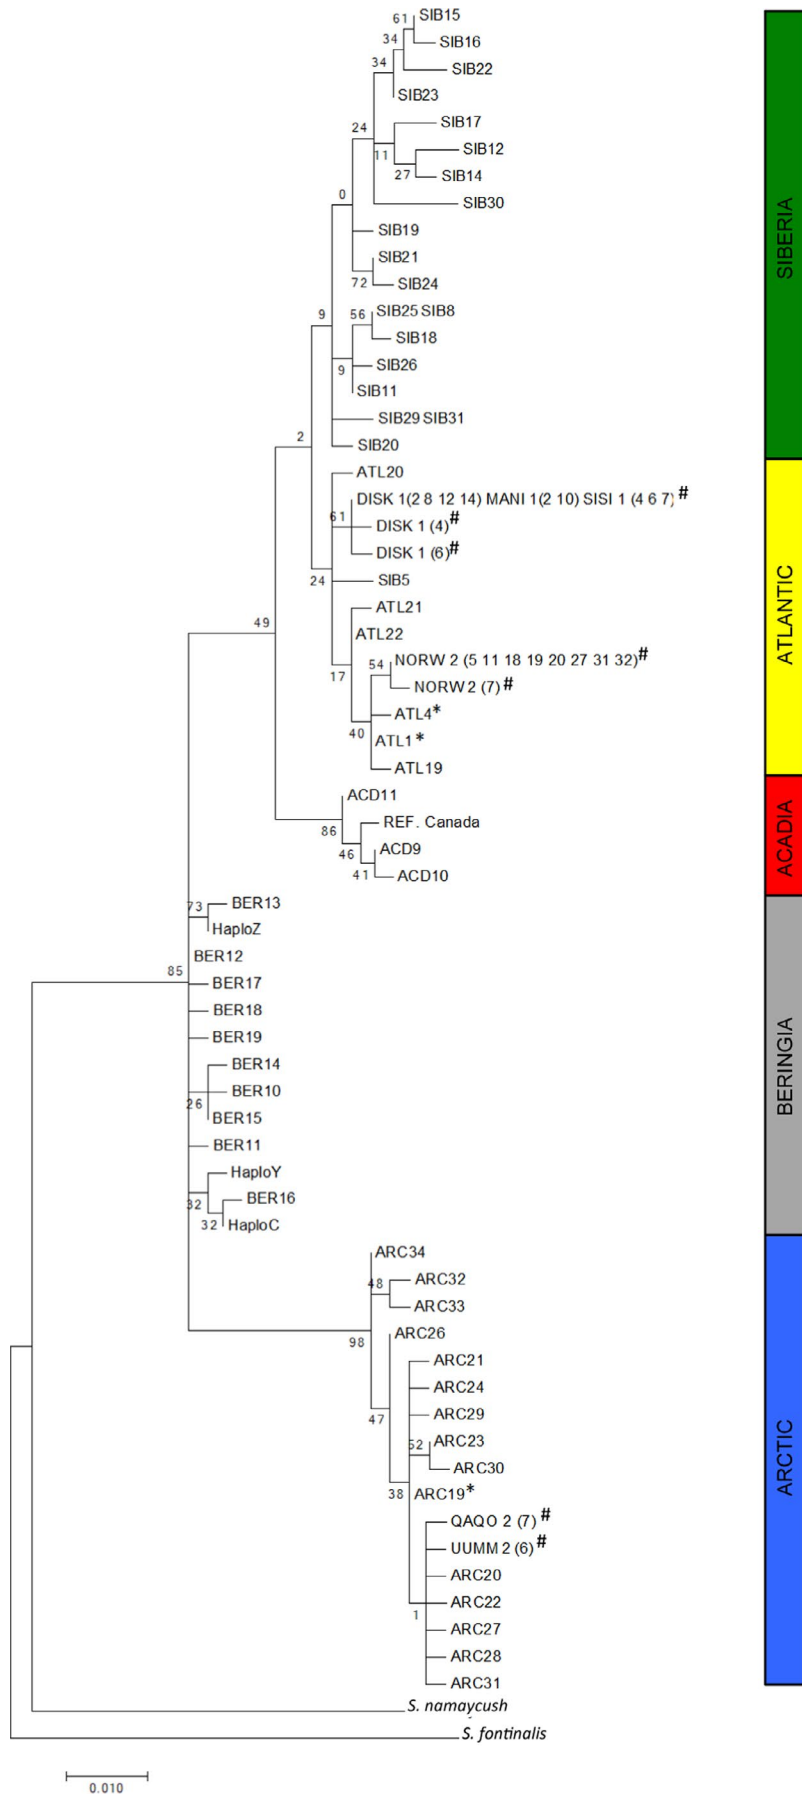 61
SIB15
SIB16
34
SIB22
34
SIB23
24
SIB17
11
SIB12
27
SIB14
SIB30
0
SIB19
SIB21
72
SIB24
SIBERIA
9
56
SIB25 SIB8
SIB18
9
SIB26
SIB11
SIB29 SIB31
2
SIB20
ATL20
DISK 1(2 8 12 14) MANI 1(2 10) SISI 1 (4 6 7) #
61
DISK 1 (4)#
DISK 1 (6)#
24
SIB5
ATL21
ATLANTIC
49
ATL22
17
54
NORW 2 (5 11 18 19 20 27 31 32)#
NORW 2 (7) #
ATL4*
40
ATL1*
ATL19
ACD11
86
REF. Canada
46
ACD9
41
ACD10
ACADIA
73
BER13
HaploZ
85
BER12
BER17
BER18
BER19
BER14
26
BER10
BER15
BER11
BERINGIA
HaploY
32
BER16
32
HaploC
ARC34
48
ARC32
ARC33
98
ARC26
ARC21
ARC24
47
ARC29
52
ARC23
ARC30
38
ARC19*
QAQO 2 (7) #
UUMM 2 (6)#
ARC20
ARC22
1
ARC27
ARC28
ARC31
ARCTIC
S. namaycush
S. fontinalis
0.010